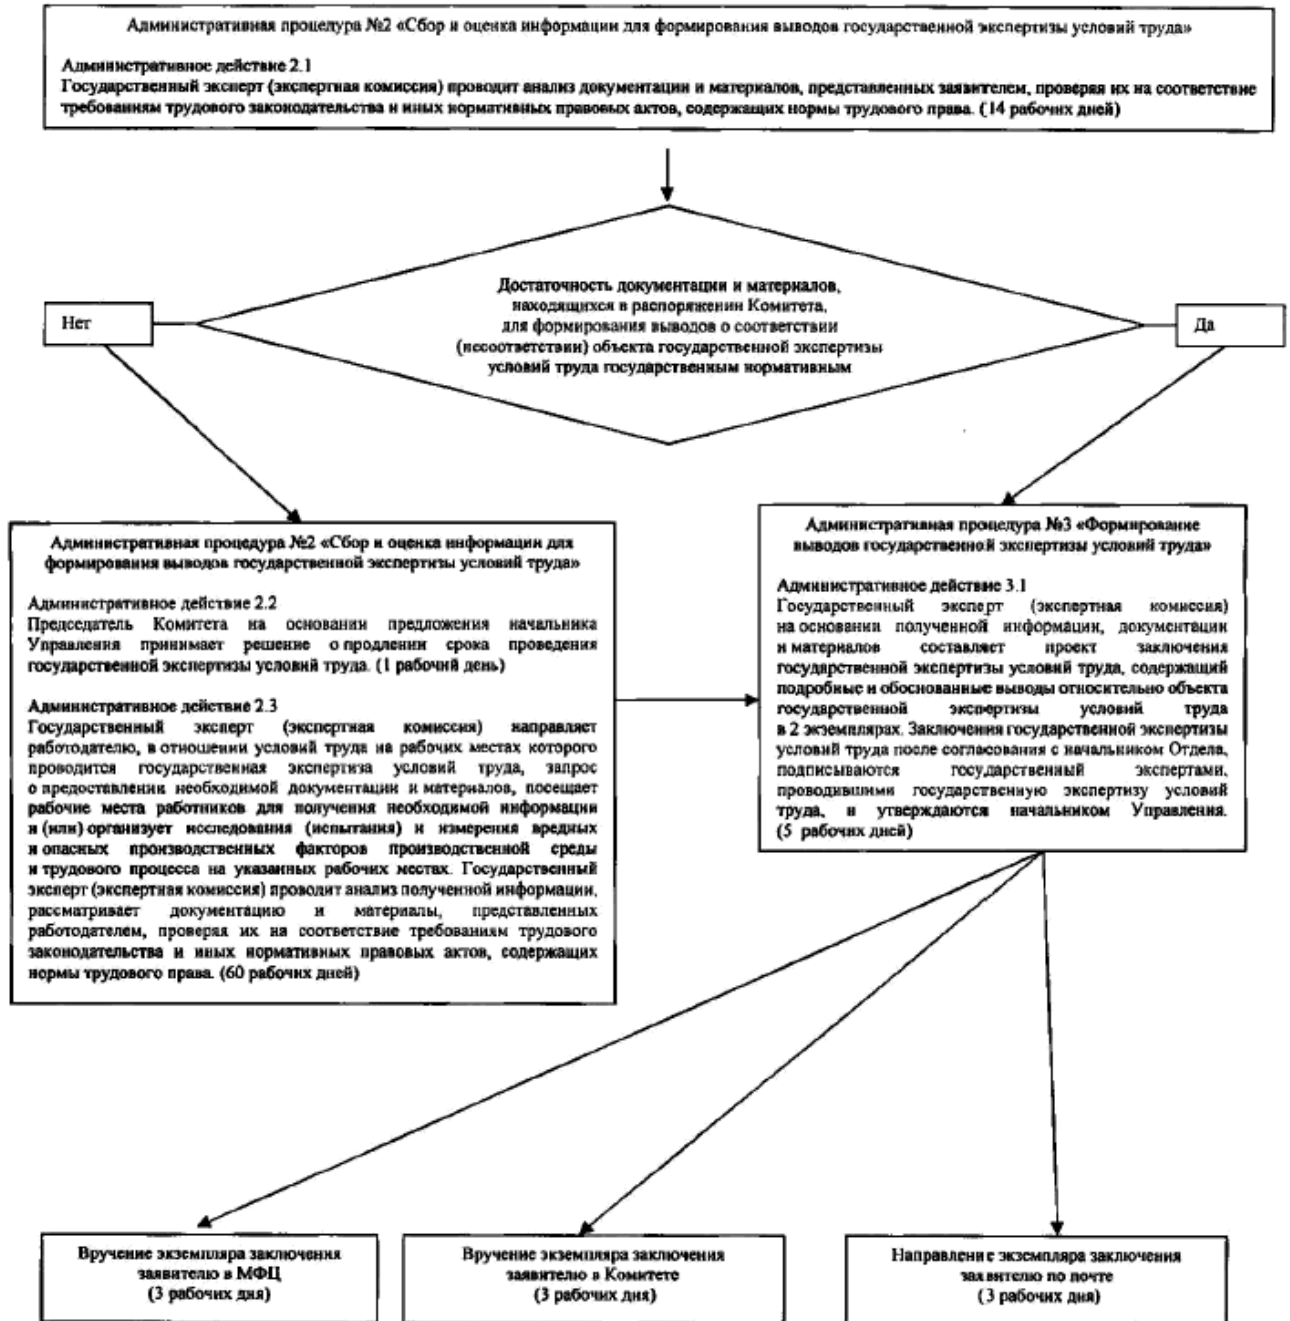 Административная процедура №2 «Сбор и оценка информации для формирования выводов государственной экспертизы условий труда»
Административное действие 2.1
Государственный эксперт (экспертная комиссия) проводит анализ документации и материалов, представленных заявителем, проверяя их на соответствие
требованиям трудового законодательства и иных нормативных правовых актов, содержащих нормы трудового права. (14 рабочих дней)
Достаточность документации и материалов,
находящихся в распоряжении Комитета,
для формирования выводов о соответствии
(несоответствии) объекта государственной экспертизы
условий труда государственным нормативным
Нет
Да
Административная процедура №2 «Сбор и оценка информации для
формирования выводов государственной экспертизы условий труда»
Административное действие 2.2
Председатель Комитета на основании предложения начальника
Управления принимает решение о продлении срока проведения
государственной экспертизы условий труда. (1 рабочий день)
Административное действие 2.3
Государственный эксперт (экспертная комиссия) направляет
работодателю, в отношении условий труда на рабочих местах которого
проводится государственная экспертиза условий труда, запрос
о предоставлении необходимой документации и материалов, посещает
рабочие места работников для получения необходимой информации
и (или) организует исследования (испытания) и измерения вредных
и опасных производственных факторов производственной среды
и трудового процесса на указанных рабочих местах. Государственный
эксперт (экспертная комиссия) проводит анализ полученной информации,
рассматривает документацию и материалы, представленных
работодателем, проверяя их на соответствие требованиям трудового
законодательства и иных нормативных правовых актов, содержащих
нормы трудового права. (60 рабочих дней)
Административная процедура №3 «Формирование
выводов государственной экспертизы условий труда»
Административное действие 3.1
Государственный эксперт (экспертная комиссия)
на основании полученной информации, документации
и материалов составляет проект заключения
государственной экспертизы условий труда, содержащий
подробные и обоснованные выводы относительно объекта
государственной экспертизы условий труда
в 2 экземплярах. Заключения государственной экспертизы
условий труда после согласования с начальником Отдела,
подписываются государственный экспертами,
проводившими государственную экспертизу условий
труда, и утверждаются начальником Управления.
(5 рабочих дней)
Вручение экземпляра заключения
заявителю в МФЦ
(3 рабочих дня)
Вручение экземпляра заключения
заявителю в Комитете
(3 рабочих дня)
Направление экземпляра заключения
заявителю по почте
(3 рабочих дня)